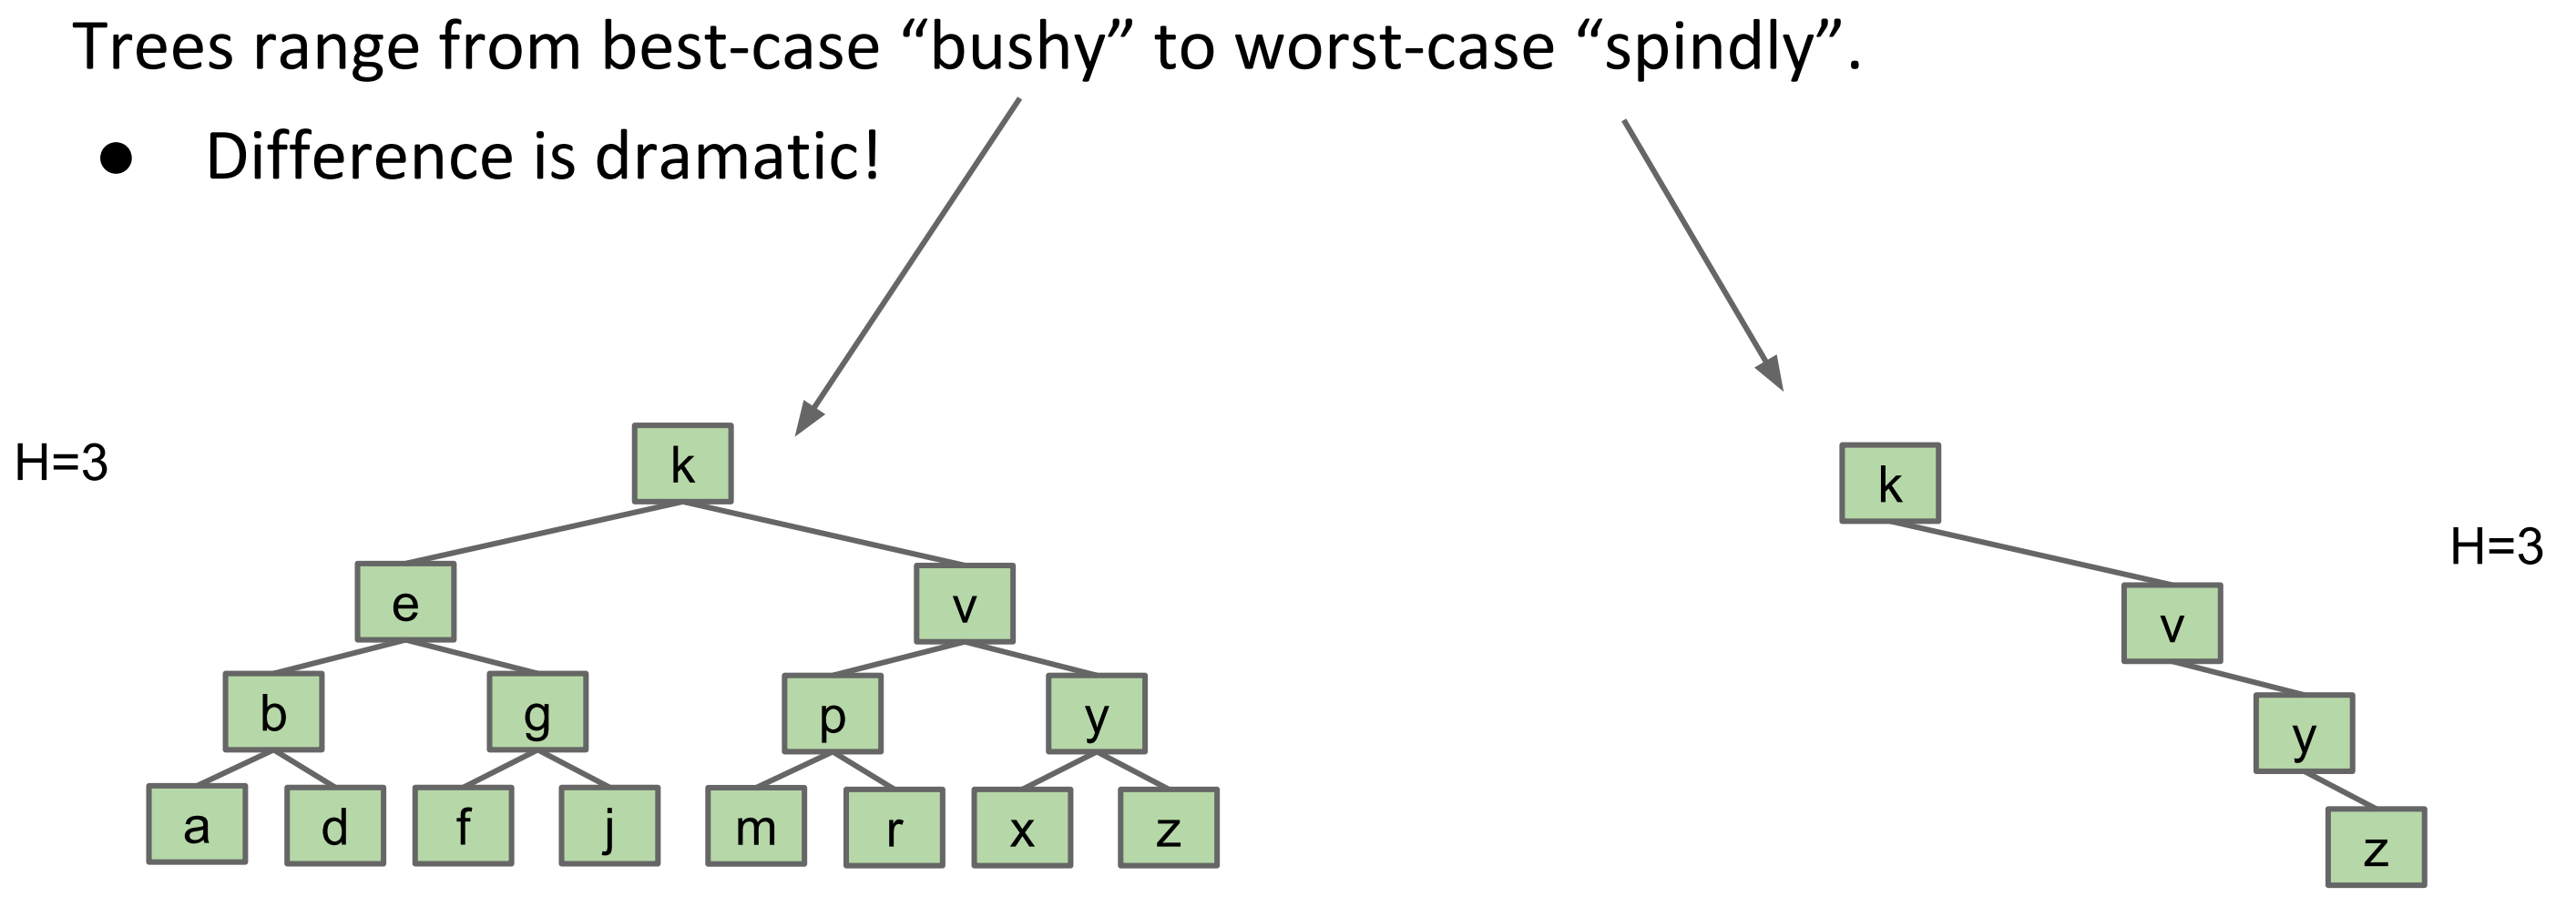 Trees range from best-case “bushy” to worst-case “spindly”.
● Difference is dramatic!
H=3
k
e v
b g p y
a d f j m r x z
k
H=3
v
y
z